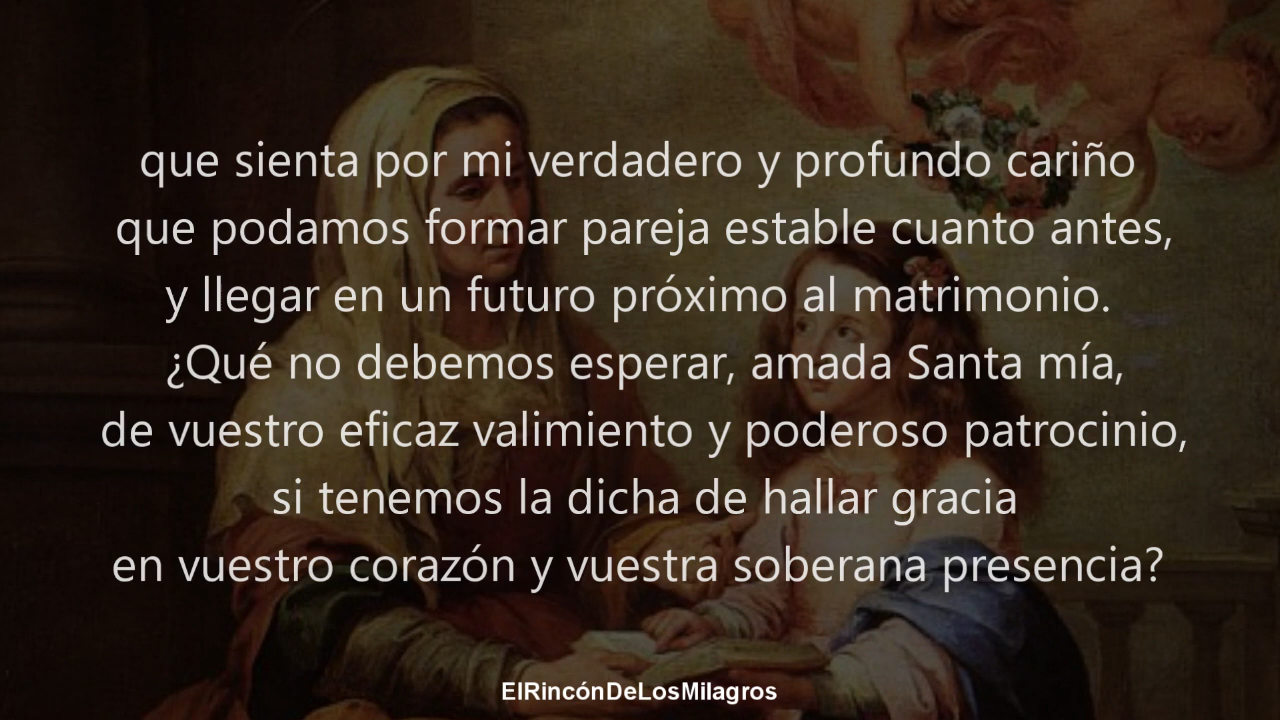 que sienta por mi verdadero y profundo cariño
que podamos formar pareja estable cuanto antes,
y llegar en un futuro próximo al matrimonio.
¿Qué no debemos esperar, amada Santa mía,
de vuestro eficaz valimiento y poderoso patrocinio,
si tenemos la dicha de hallar gracia
en vuestro corazón y vuestra soberana presencia?
ElRincónDeLosMilagros